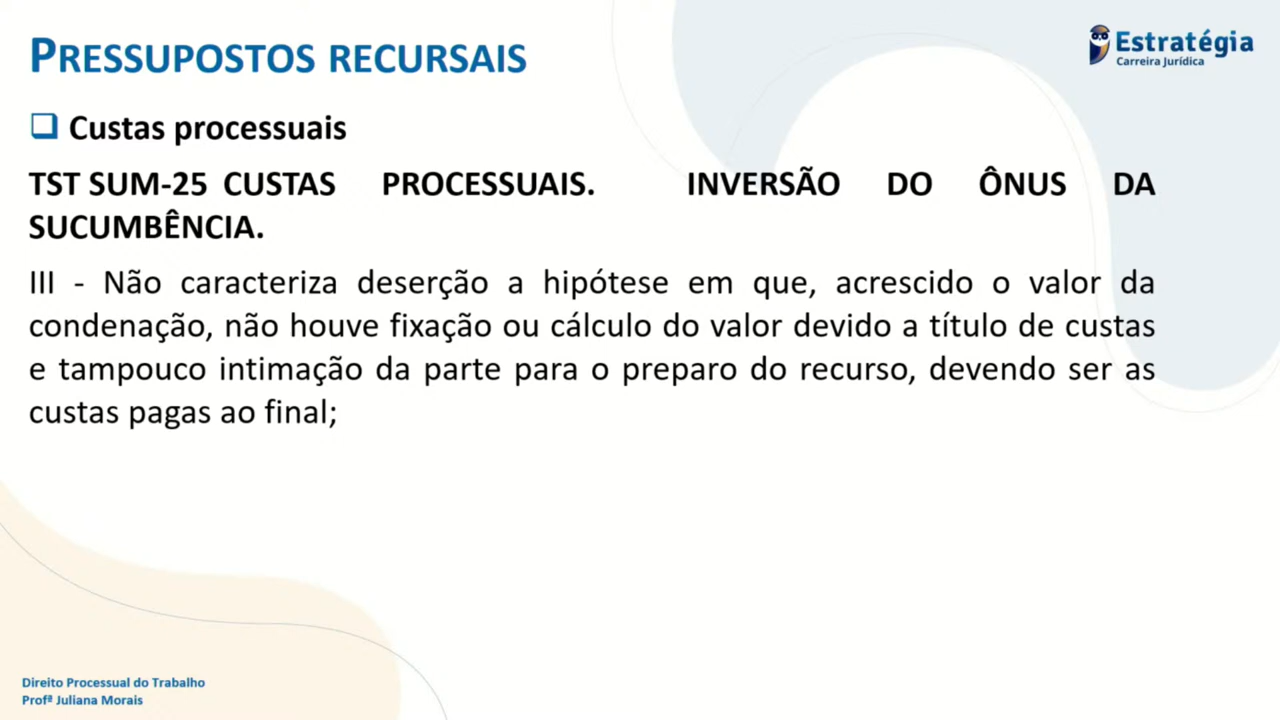 PRESSUPOSTOS RECURSAIS
Estratégia
Carreira Jurídica
Custas processuais
TST SUM-25 CUSTAS PROCESSUAIS. INVERSÃO DO ÔNUS DA
SUCUMBÊNCIA.
III - Não caracteriza deserção a hipótese em que, acrescido o valor da
condenação, não houve fixação ou cálculo do valor devido a título de custas
e tampouco intimação da parte para o preparo do recurso, devendo ser as
custas pagas ao final;
Direito Processual do Trabalho
Profª Juliana Morais